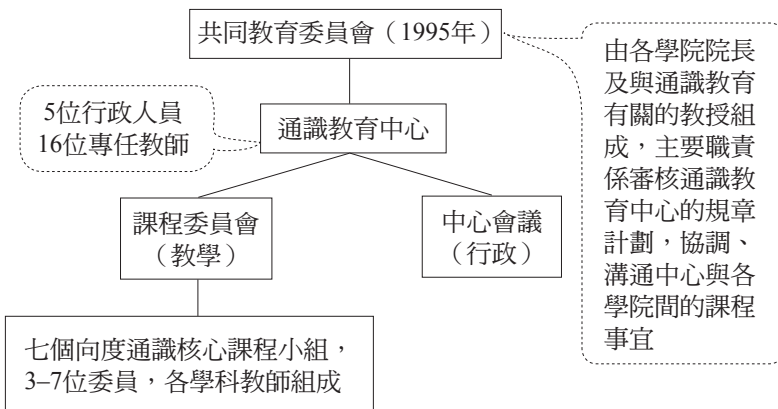 共同教育委員會（1995年）
由各學院院長
及與通識教育
有關的教授組
成，主要職責
係審核通識教
育中心的規章
計劃，協調、
溝通中心與各
學院間的課程
事宜
5位行政人員
16位專任教師
通識教育中心
課程委員會
（教學）
中心會議
（行政）
七個向度通識核心課程小組，
3–7位委員，各學科教師組成